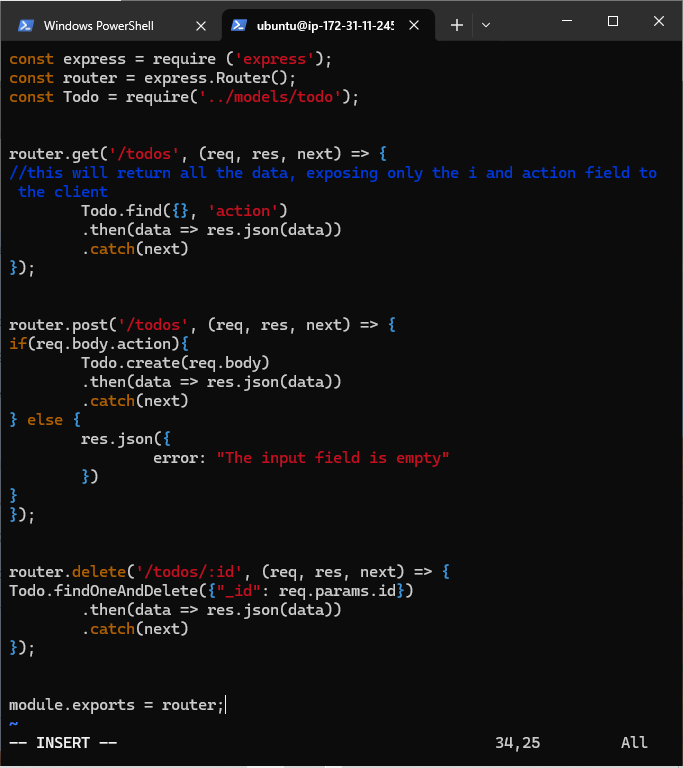 Windows PowerShell
ubuntu@ip-172-31-11-245
const express = require ('express');
const router = express.Router();
const Todo = require('../models/todo');
router.get('/todos', (req, res, next) => {
//this will return all the data, exposing only the i and action field to
the client
Todo.find({}, 'action')
.then(data => res.json(data))
.catch(next)
});
router.post('/todos', (req, res, next) => {
if(req.body.action){
Todo.create(req.body)
.then(data => res.json(data))
.catch(next)
} else {
res.json({
error: "The input field is empty"
})
}
});
router.delete('/todos/:id', (req, res, next) => {
Todo.findOneAndDelete({"_id": req.params.id})
.then(data => res.json(data))
.catch(next)
});
module.exports = router;
~
-- INSERT -- 34,25 All